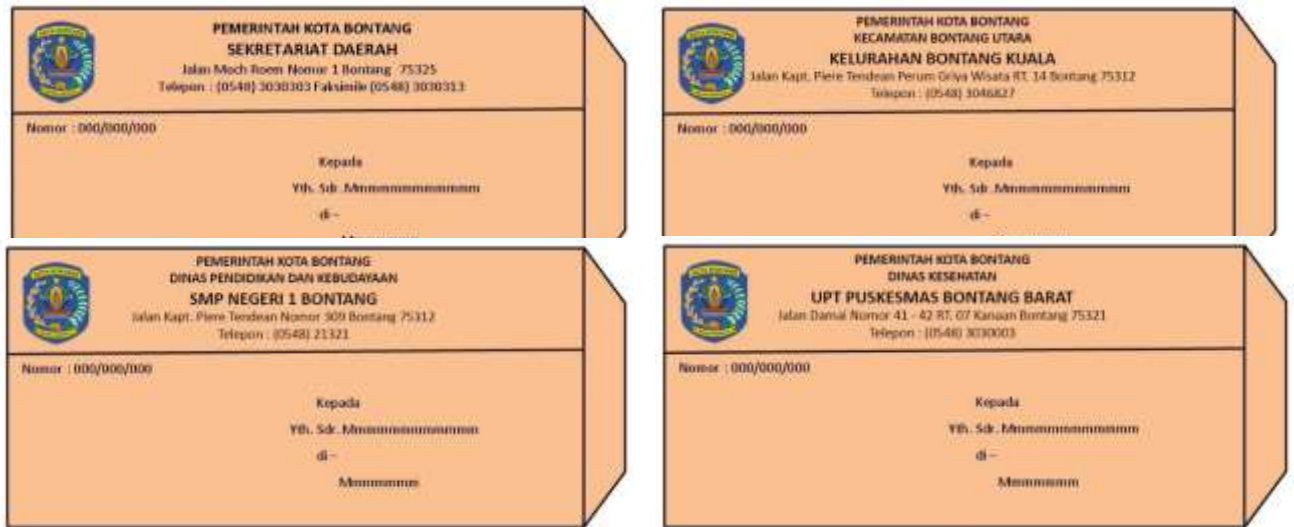 PEMERINTAH KOTA BONTANG
SEKRETARIAT DAERAH
Jalan Moch Roem Nomor 1 Bontang 75325
Telepon : (0548) 3030303 Faksimile (0548) 3030313
Nomor : 000/000/000
Kepada
Yth. Sdr.
di –
PEMERINTAH KOTA BONTANG
KECAMATAN BONTANG UTARA
KELURAHAN BONTANG KUALA
Jalan Kapt. Piere Tendean Perum Griya Wisata RT. 14 Bontang 75312
Telepon : (0548) 3046827
Nomor : 000/000/000
Kepada
Yth. Sdr.
di –
PEMERINTAH KOTA BONTANG
DINAS PENDIDIKAN DAN KEBUDAYAAN
SMP NEGERI 1 BONTANG
Jalan Kapt. Piere Tendean Nomor 309 Bontang 75312
Telepon : (0548) 21321
Nomor : 000/000/000
Kepada
Yth. Sdr.
di –
PEMERINTAH KOTA BONTANG
DINAS KESEHATAN
UPT PUSKESMAS BONTANG BARAT
Jalan Damai Nomor 41 - 42 RT. 07 Kanaan Bontang 75321
Telepon : (0548) 3030003
Nomor : 000/000/000
Kepada
Yth. Sdr.
di –